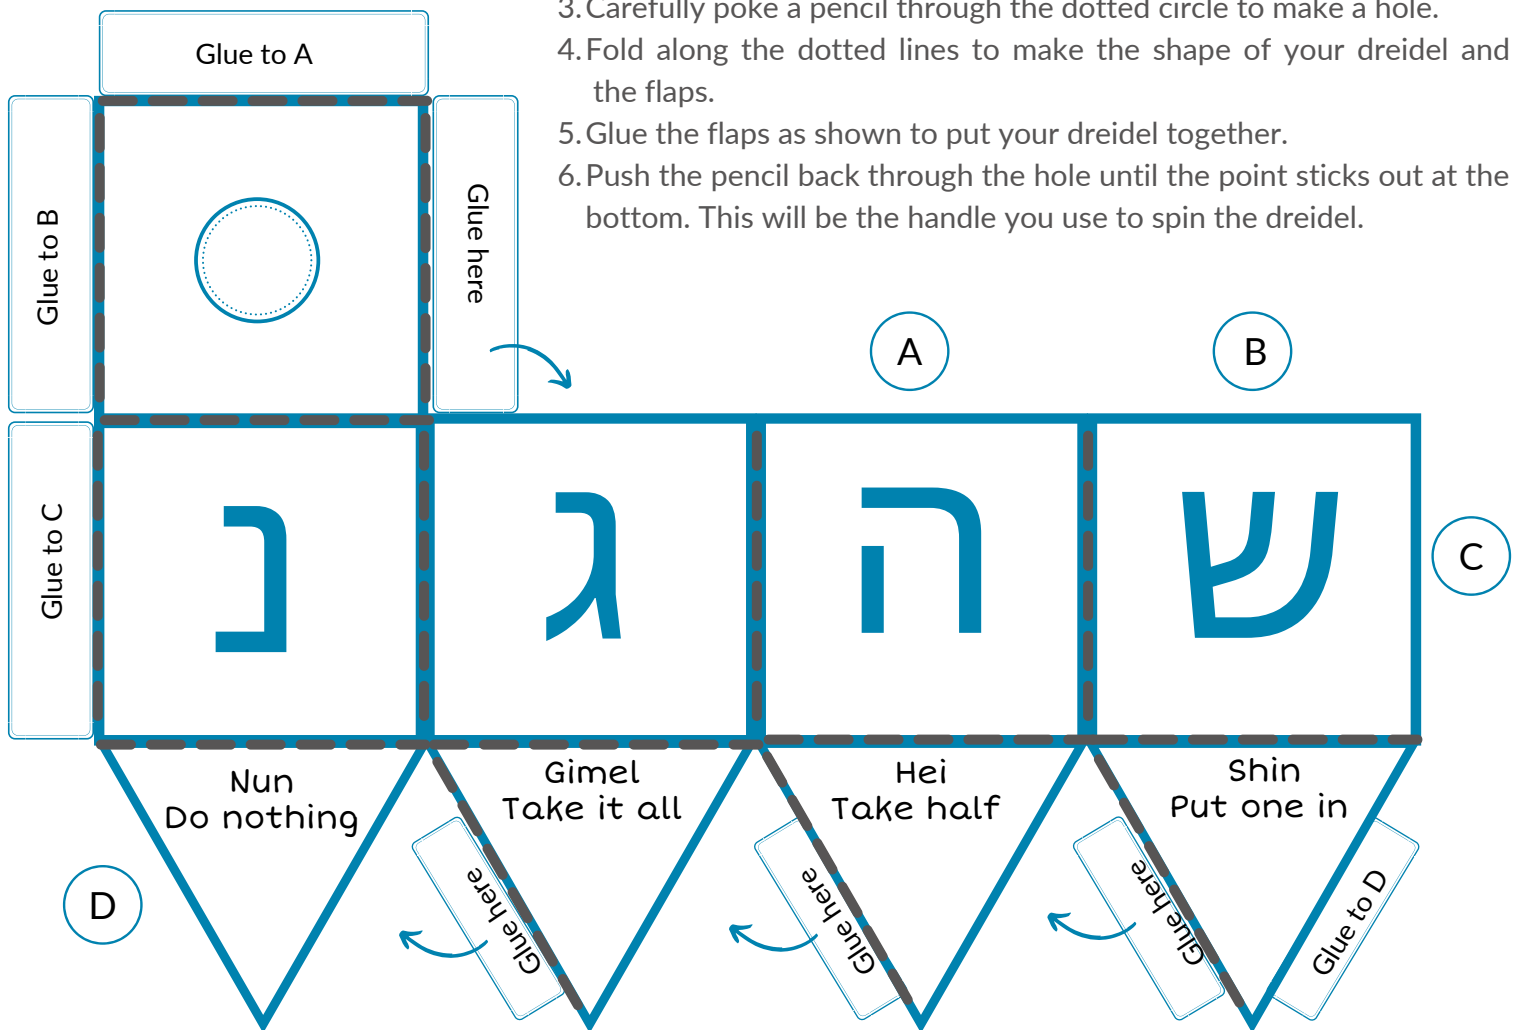 3. Carefully poke a pencil through the dotted circle to make a hole.
4. Fold along the dotted lines to make the shape of your dreidel and
the flaps.
5. Glue the flaps as shown to put your dreidel together.
6. Push the pencil back through the hole until the point sticks out at the
bottom. This will be the handle you use to spin the dreidel.
Glue to A
Glue to B
Glue here
A
B
Glue to C
נ
ג
ה
ש
C
Nun
Do nothing
Gimel
Take it all
Hei
Take half
Shin
Put one in
D
Glue here
Glue here
Glue here
Glue to D